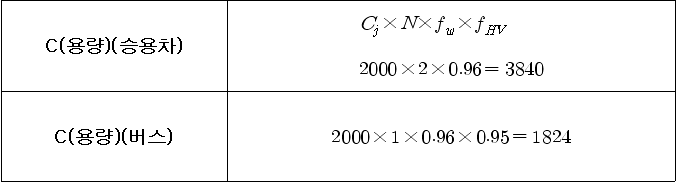 C(용량)(승용차)
C_j × N × f_w × f_HV
2000 × 2 × 0.96 = 3840
C(용량)(버스)
2000 × 1 × 0.96 × 0.95 = 1824